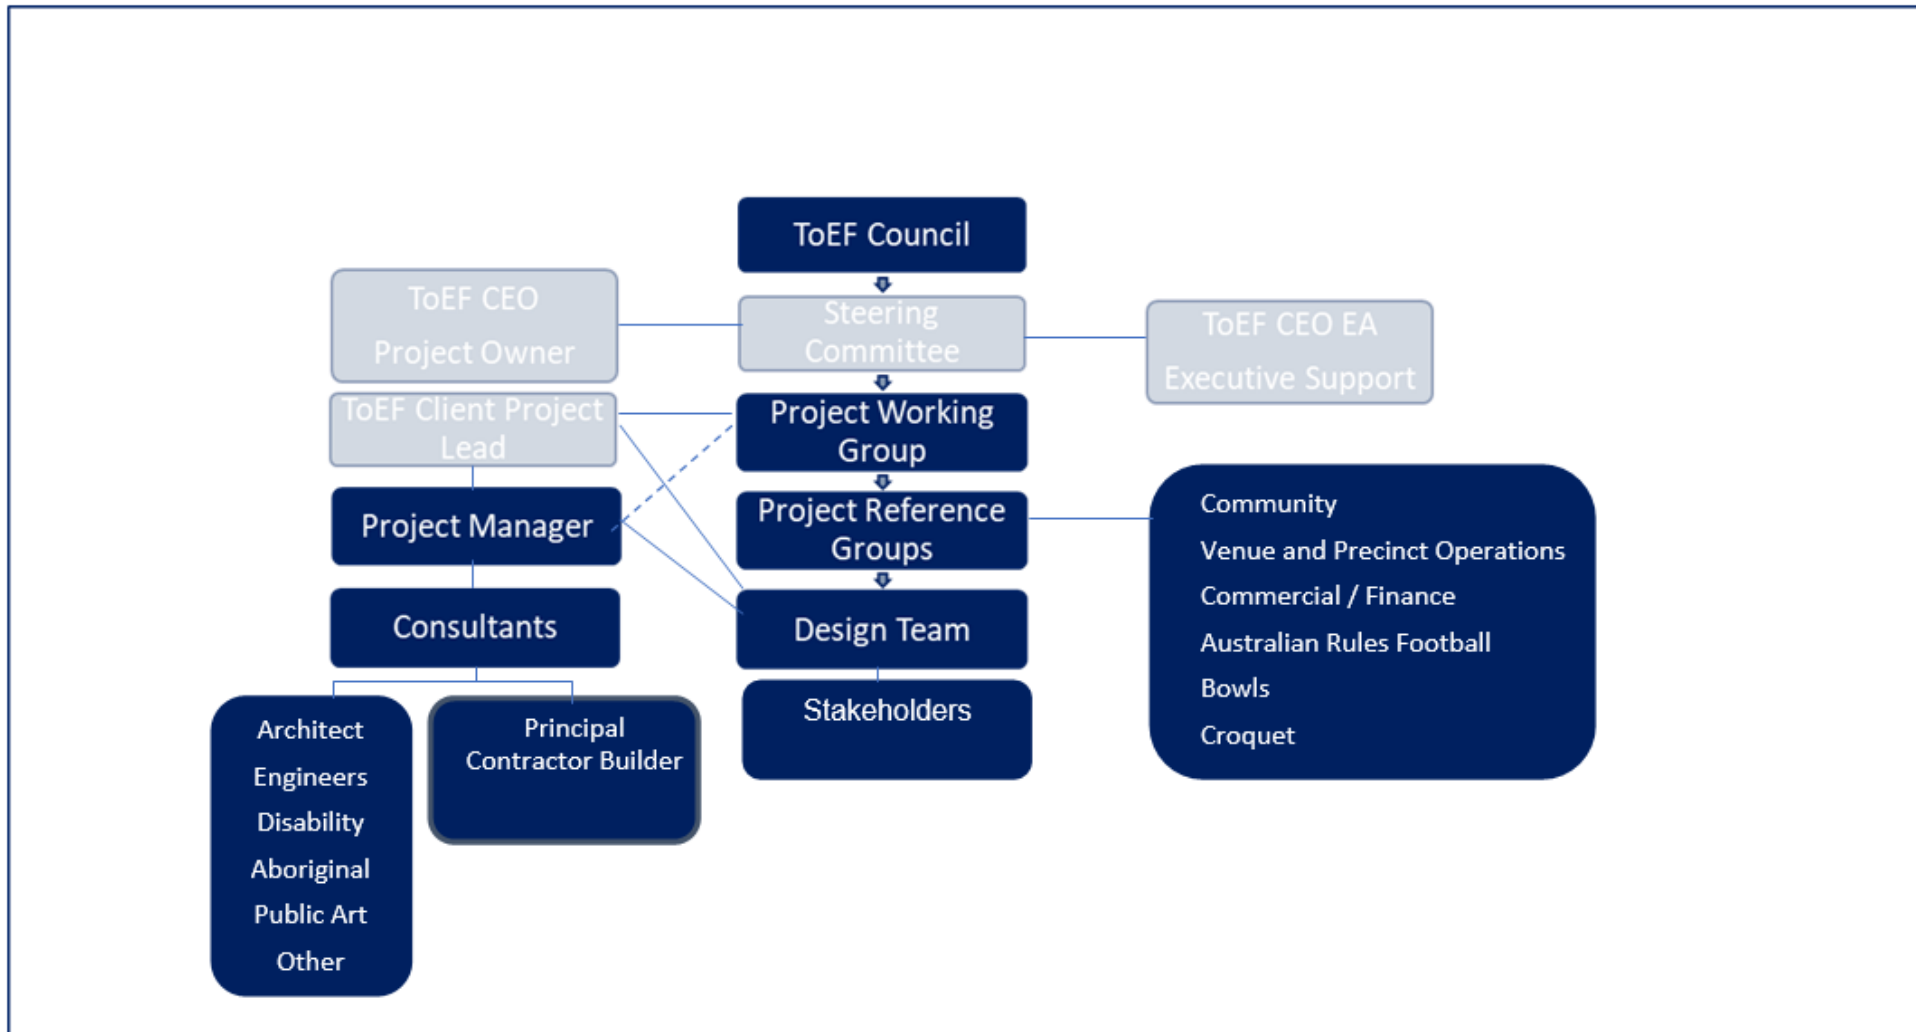 ToEF Council
ToEF CEO
Project Owner
Steering
Committee
ToEF CEO EA
Executive Support
ToEF Client Project
Lead
Project Working
Group
Project Manager
Project Reference
Groups
Community
Venue and Precinct Operations
Commercial / Finance
Australian Rules Football
Bowls
Croquet
Consultants
Design Team
Architect
Engineers
Disability
Aboriginal
Public Art
Other
Principal
Contractor Builder
Stakeholders